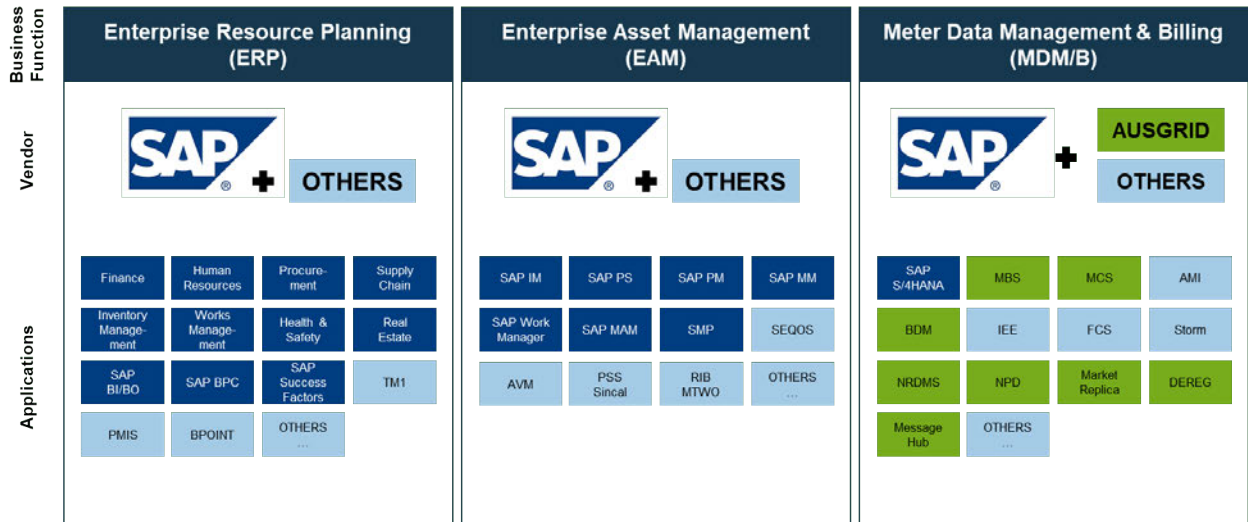 Business
Function
Enterprise Resource Planning
(ERP)
Enterprise Asset Management
(EAM)
Meter Data Management & Billing
(MDM/B)
Vendor
SAP
®
+
OTHERS
SAP
®
+
OTHERS
SAP
®
+
AUSGRID
OTHERS
Applications
Finance
Human
Resources
Procure-
ment
Supply
Chain
Inventory
Manage-
ment
Works
Manage-
ment
Health &
Safety
Real
Estate
SAP
BI/BO
SAP BPC
SAP
Success
Factors
TM1
PMIS
BPOINT
OTHERS
...
SAP IM
SAP PS
SAP PM
SAP MM
SAP Work
Manager
SAP MAM
SMP
SEQOS
AVM
PSS
Sincal
RIB
MTWO
OTHERS
...
SAP
S/4HANA
MBS
MCS
AMI
BDM
IEE
FCS
Storm
NRDMS
NPD
Market
Replica
DEREG
Message
Hub
OTHERS
...